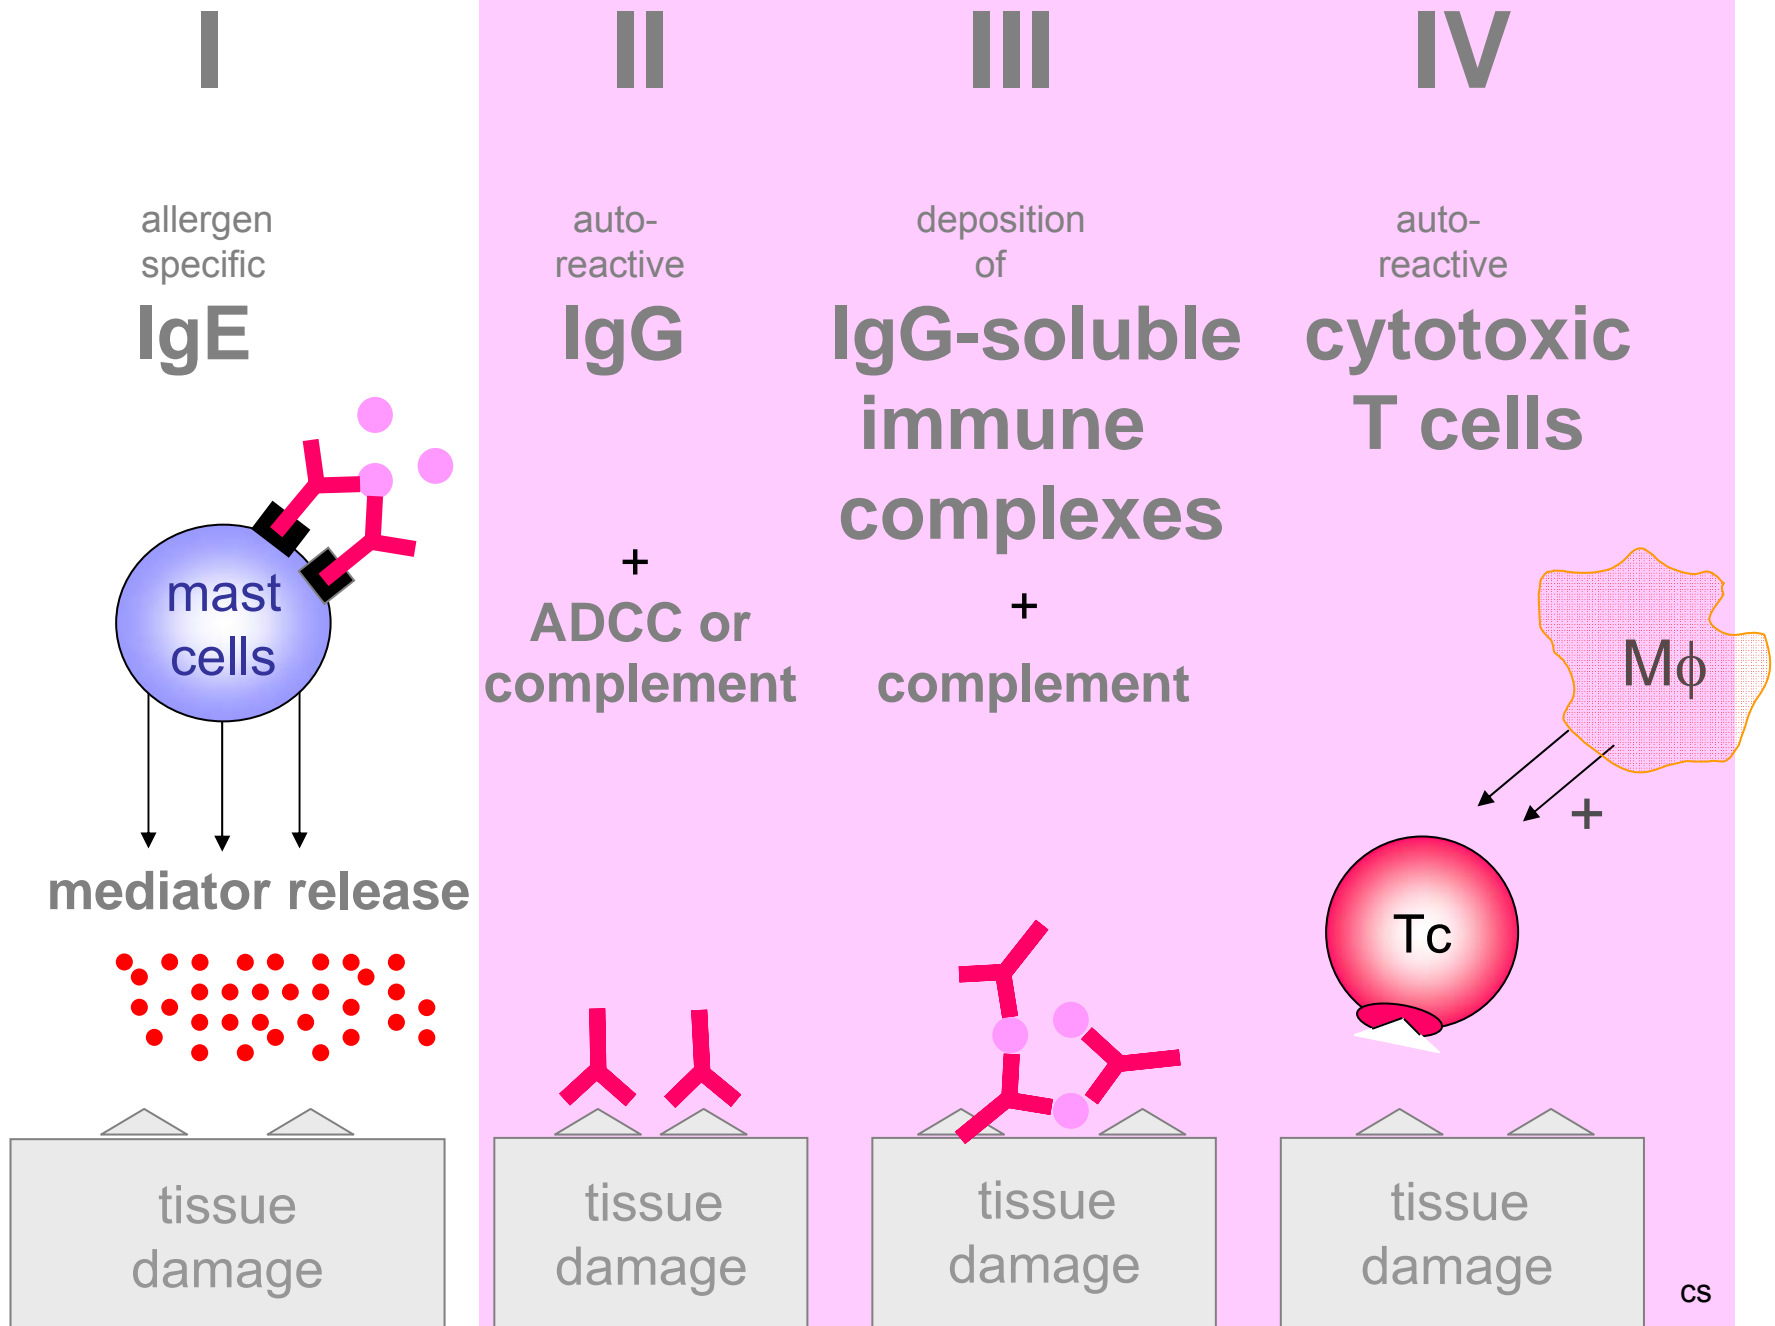 I
allergen
specific
IgE
mast
cells
mediator release
tissue
damage
II
auto-
reactive
IgG
+
ADCC or
complement
tissue
damage
III
deposition
of
IgG-soluble
immune
complexes
+
complement
tissue
damage
IV
auto-
reactive
cytotoxic
T cells
Mϕ
+
Tc
tissue
damage
cs